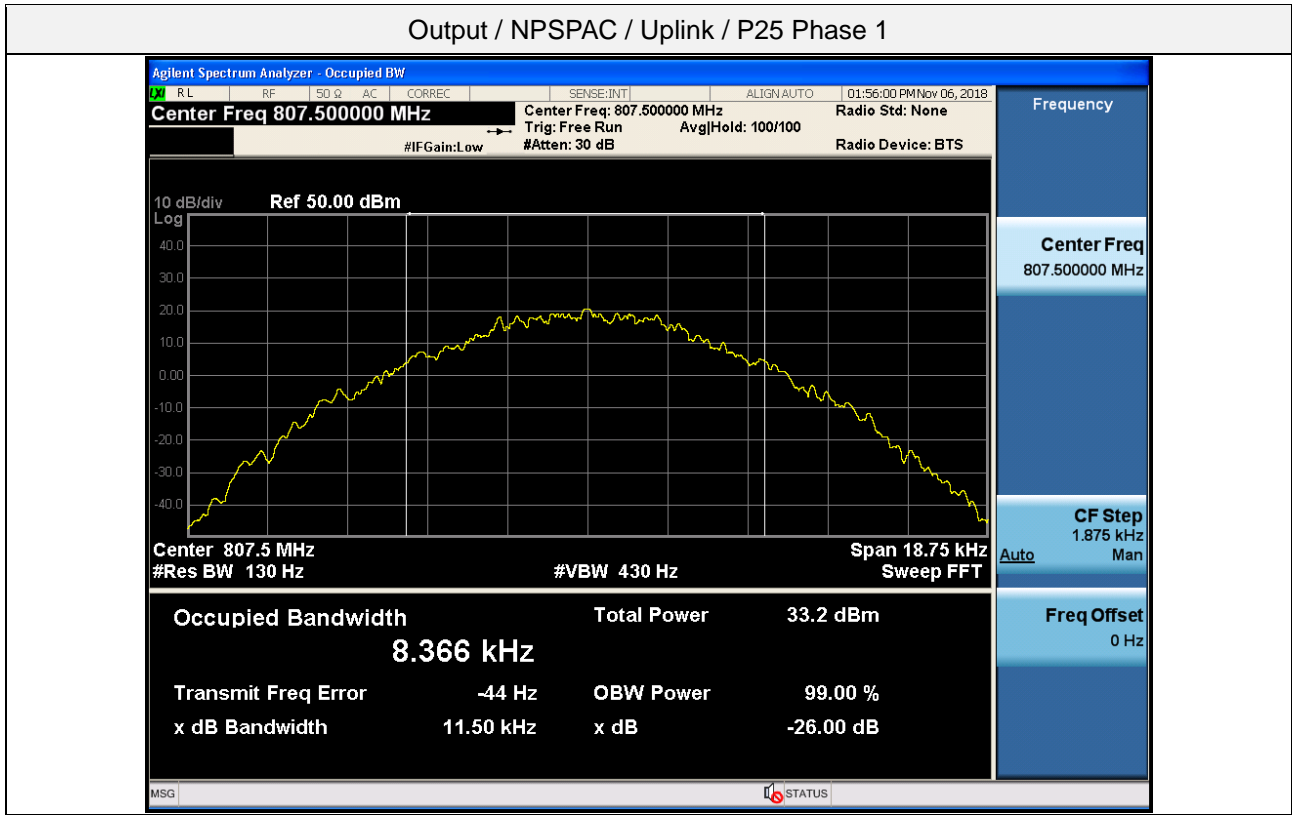 Output / NPSPAC / Uplink / P25 Phase 1
Agilent Spectrum Analyzer - Occupied BW
LXI RL RF 50 Ω AC CORREC SENSE:INT ALIGN AUTO 01:56:00 PM Nov 06, 2018
Center Freq 807.500000 MHz
Center Freq: 807.500000 MHz
Radio Std: None
Trig: Free Run Avg|Hold: 100/100
#IFGain:Low
#Atten: 30 dB
Radio Device: BTS
10 dB/div Ref 50.00 dBm
Log
40.0
30.0
20.0
10.0
0.00
-10.0
-20.0
-30.0
-40.0
Center 807.5 MHz Span 18.75 kHz
#Res BW 130 Hz #VBW 430 Hz Sweep FFT
Occupied Bandwidth Total Power 33.2 dBm
8.366 kHz
Transmit Freq Error -44 Hz OBW Power 99.00 %
x dB Bandwidth 11.50 kHz x dB -26.00 dB
MSG STATUS
Frequency
Center Freq
807.500000 MHz
CF Step
1.875 kHz
Auto Man
Freq Offset
0 Hz